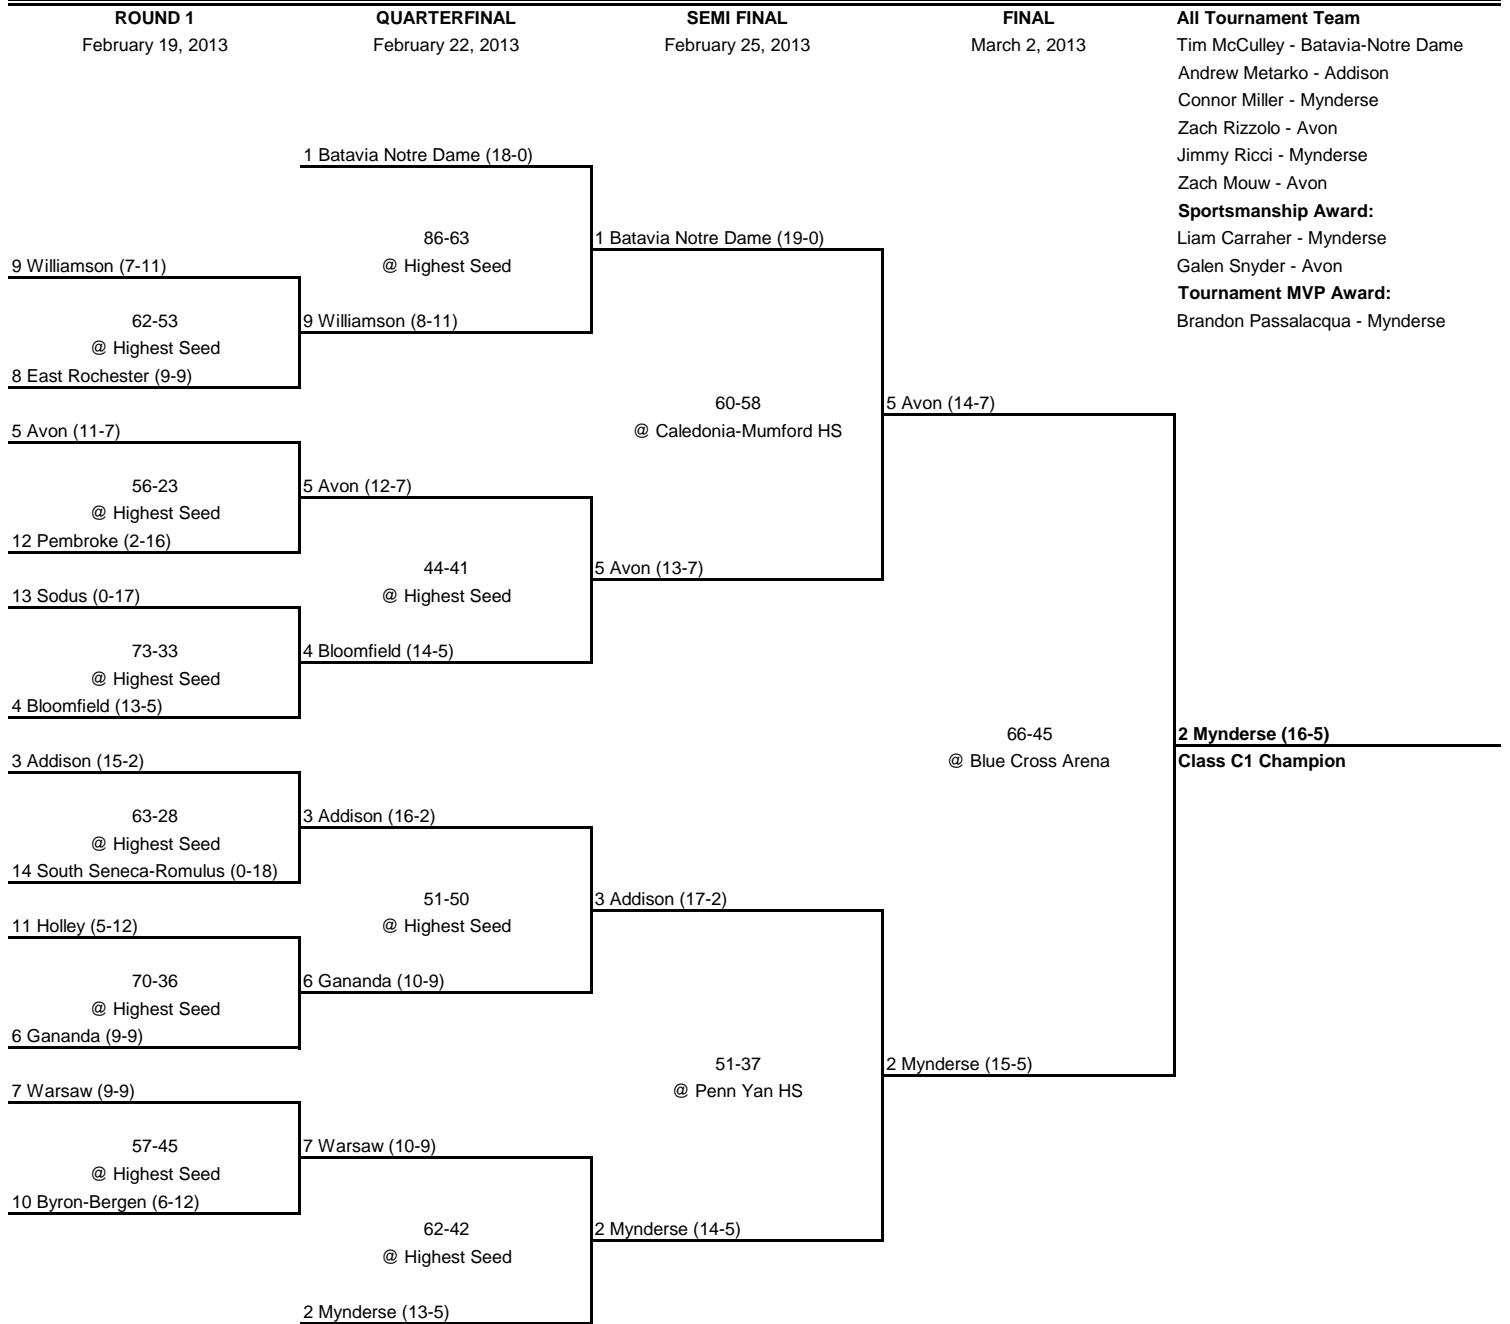 ROUND 1
February 19, 2013
9 Williamson (7-11)
62-53
@ Highest Seed
8 East Rochester (9-9)
5 Avon (11-7)
56-23
@ Highest Seed
12 Pembroke (2-16)
13 Sodus (0-17)
73-33
@ Highest Seed
4 Bloomfield (13-5)
3 Addison (15-2)
63-28
@ Highest Seed
14 South Seneca-Romulus (0-18)
11 Holley (5-12)
70-36
@ Highest Seed
6 Gananda (9-9)
7 Warsaw (9-9)
57-45
@ Highest Seed
10 Byron-Bergen (6-12)
QUARTERFINAL
February 22, 2013
1 Batavia Notre Dame (18-0)
86-63
@ Highest Seed
9 Williamson (8-11)
5 Avon (12-7)
44-41
@ Highest Seed
4 Bloomfield (14-5)
3 Addison (16-2)
51-50
@ Highest Seed
6 Gananda (10-9)
7 Warsaw (10-9)
62-42
@ Highest Seed
2 Mynderse (13-5)
SEMI FINAL
February 25, 2013
1 Batavia Notre Dame (19-0)
60-58
@ Caledonia-Mumford HS
5 Avon (13-7)
3 Addison (17-2)
51-37
@ Penn Yan HS
2 Mynderse (14-5)
FINAL
March 2, 2013
5 Avon (14-7)
66-45
@ Blue Cross Arena
2 Mynderse (15-5)
All Tournament Team
Tim McCulley - Batavia-Notre Dame
Andrew Metarko - Addison
Connor Miller - Mynderse
Zach Rizzolo - Avon
Jimmy Ricci - Mynderse
Zach Mouw - Avon
Sportsmanship Award:
Liam Carraher - Mynderse
Galen Snyder - Avon
Tournament MVP Award:
Brandon Passalacqua - Mynderse
2 Mynderse (16-5)
Class C1 Champion